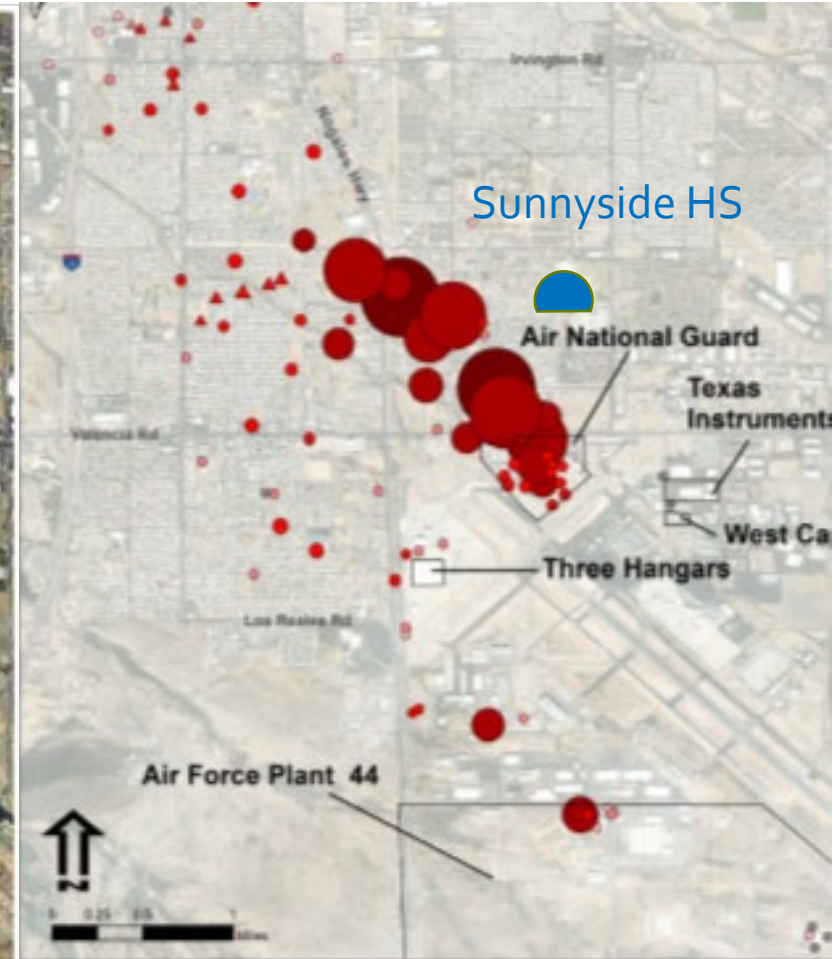 Irvington Rd
Nogales Hwy
Sunnyside HS
Air National Guard
Texas
Instruments
Valencia Rd
West Ca
Three Hangars
Los Reales Rd
Air Force Plant 44
N
0 0.25 0.5 1
Miles